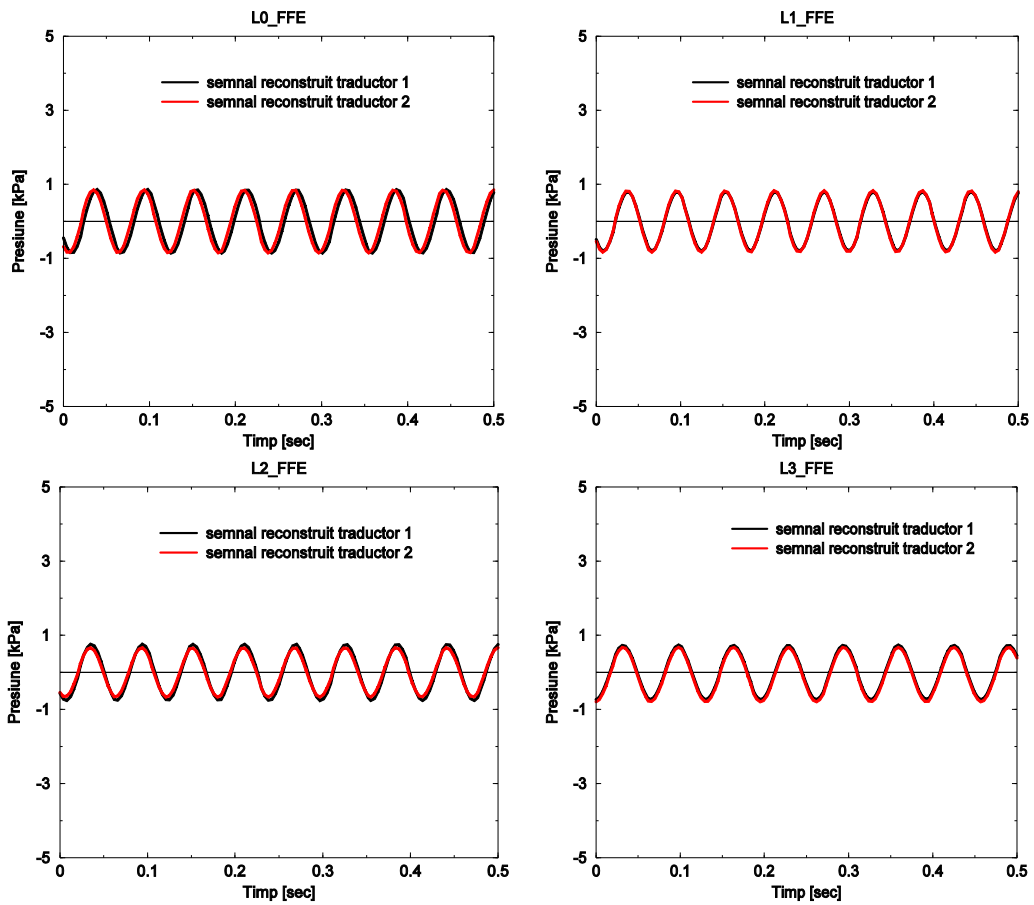 L0_FFE
5
3
1
-1
-3
-5
Presiune [kPa]
semnal reconstruit traductor 1
semnal reconstruit traductor 2
0 0.1 0.2 0.3 0.4 0.5
Timp [sec]
L1_FFE
5
3
1
-1
-3
-5
Presiune [kPa]
semnal reconstruit traductor 1
semnal reconstruit traductor 2
0 0.1 0.2 0.3 0.4 0.5
Timp [sec]
L2_FFE
5
3
1
-1
-3
-5
Presiune [kPa]
semnal reconstruit traductor 1
semnal reconstruit traductor 2
0 0.1 0.2 0.3 0.4 0.5
Timp [sec]
L3_FFE
5
3
1
-1
-3
-5
Presiune [kPa]
semnal reconstruit traductor 1
semnal reconstruit traductor 2
0 0.1 0.2 0.3 0.4 0.5
Timp [sec]